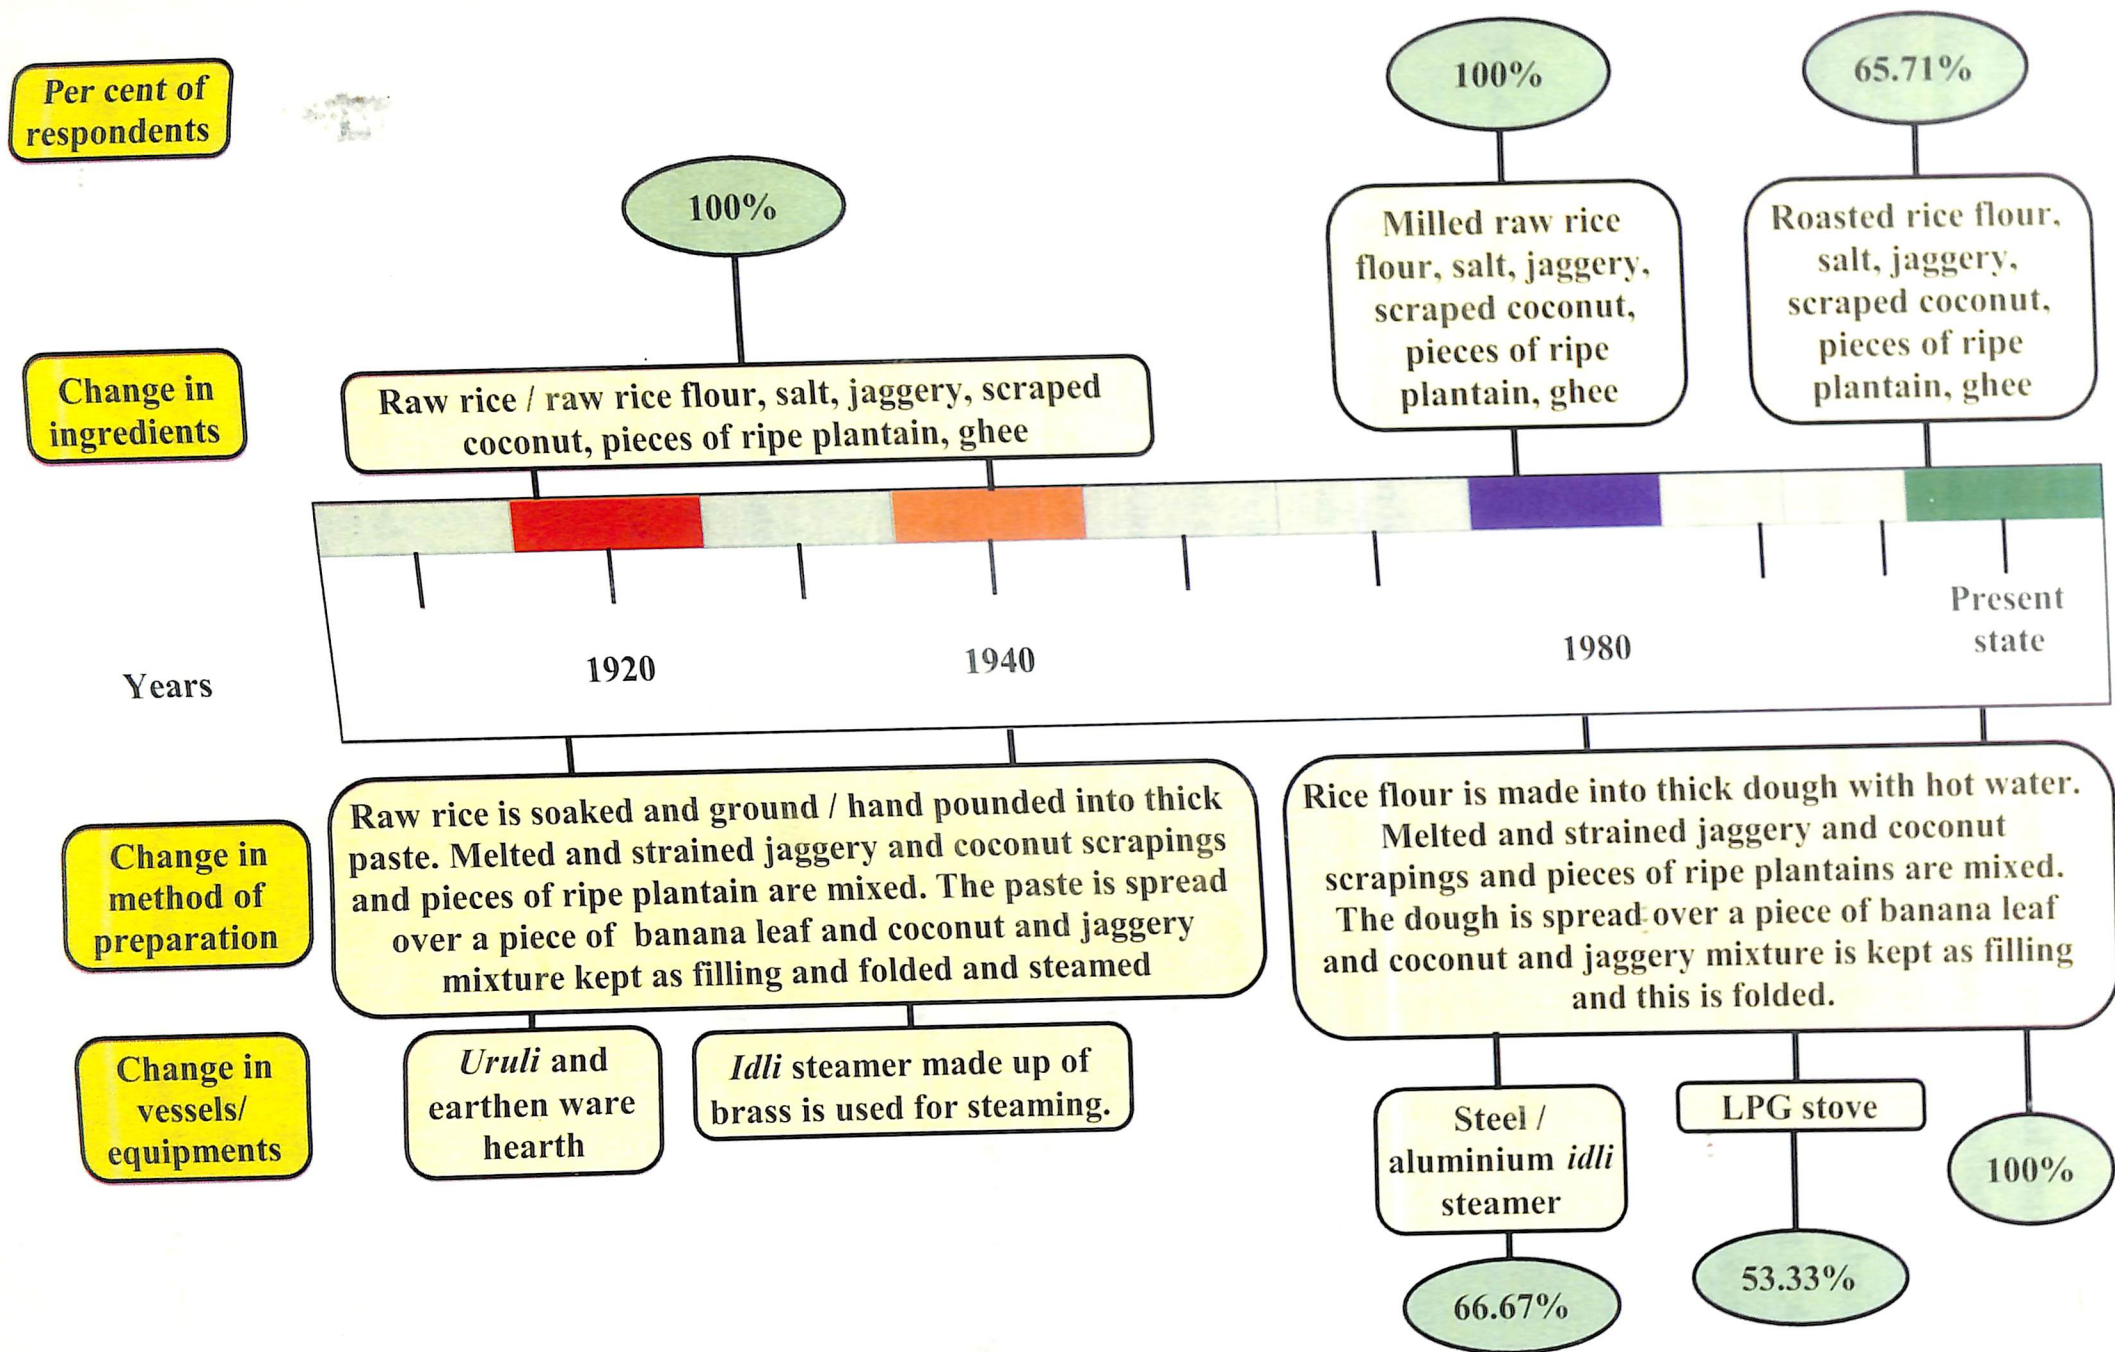 Per cent of
respondents
100%
65.71%
100%
Change in
ingredients
Raw rice / raw rice flour, salt, jaggery, scraped
coconut, pieces of ripe plantain, ghee
Milled raw rice
flour, salt, jaggery,
scraped coconut,
pieces of ripe
plantain, ghee
Roasted rice flour,
salt, jaggery,
scraped coconut,
pieces of ripe
plantain, ghee
Years
1920
1940
1980
Present
state
Change in
method of
preparation
Raw rice is soaked and ground / hand pounded into thick
paste. Melted and strained jaggery and coconut scrapings
and pieces of ripe plantain are mixed. The paste is spread
over a piece of banana leaf and coconut and jaggery
mixture kept as filling and folded and steamed
Rice flour is made into thick dough with hot water.
Melted and strained jaggery and coconut
scrapings and pieces of ripe plantains are mixed.
The dough is spread over a piece of banana leaf
and coconut and jaggery mixture is kept as filling
and this is folded.
Change in
vessels/
equipments
Uruli and
earthen ware
hearth
Idli steamer made up of
brass is used for steaming.
Steel /
aluminium idli
steamer
LPG stove
100%
66.67%
53.33%